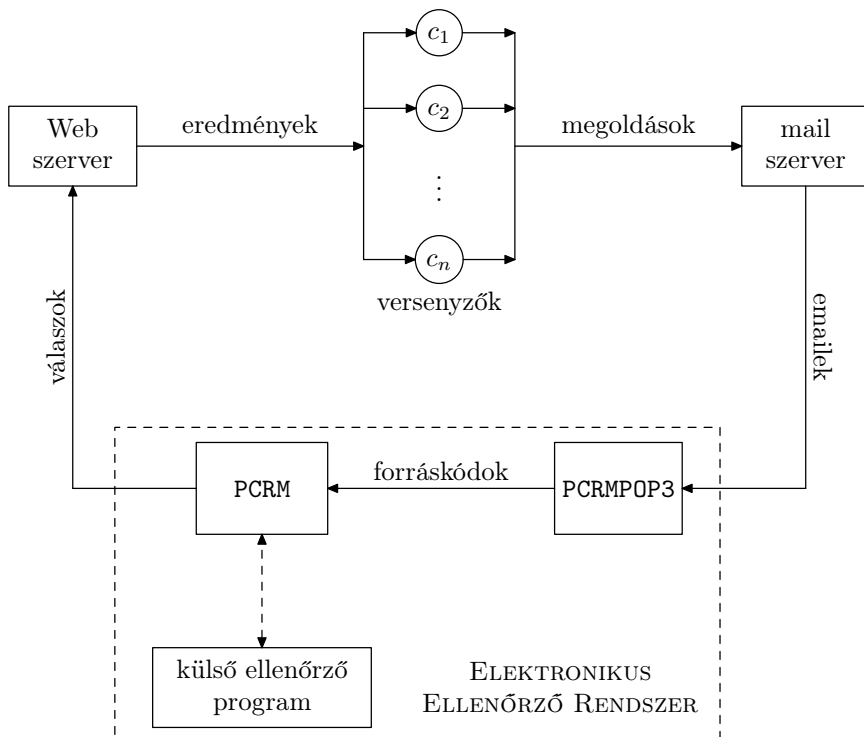 c₁
Web
szerver
eredmények
c₂
megoldások
mail
szerver
⋮
cₙ
versenyzők
válaszok
emailek
PCRM
forráskódok
PCRMPOP3
külső ellenőrző
program
ELEKTRONIKUS
ELLENŐRZŐ RENDSZER